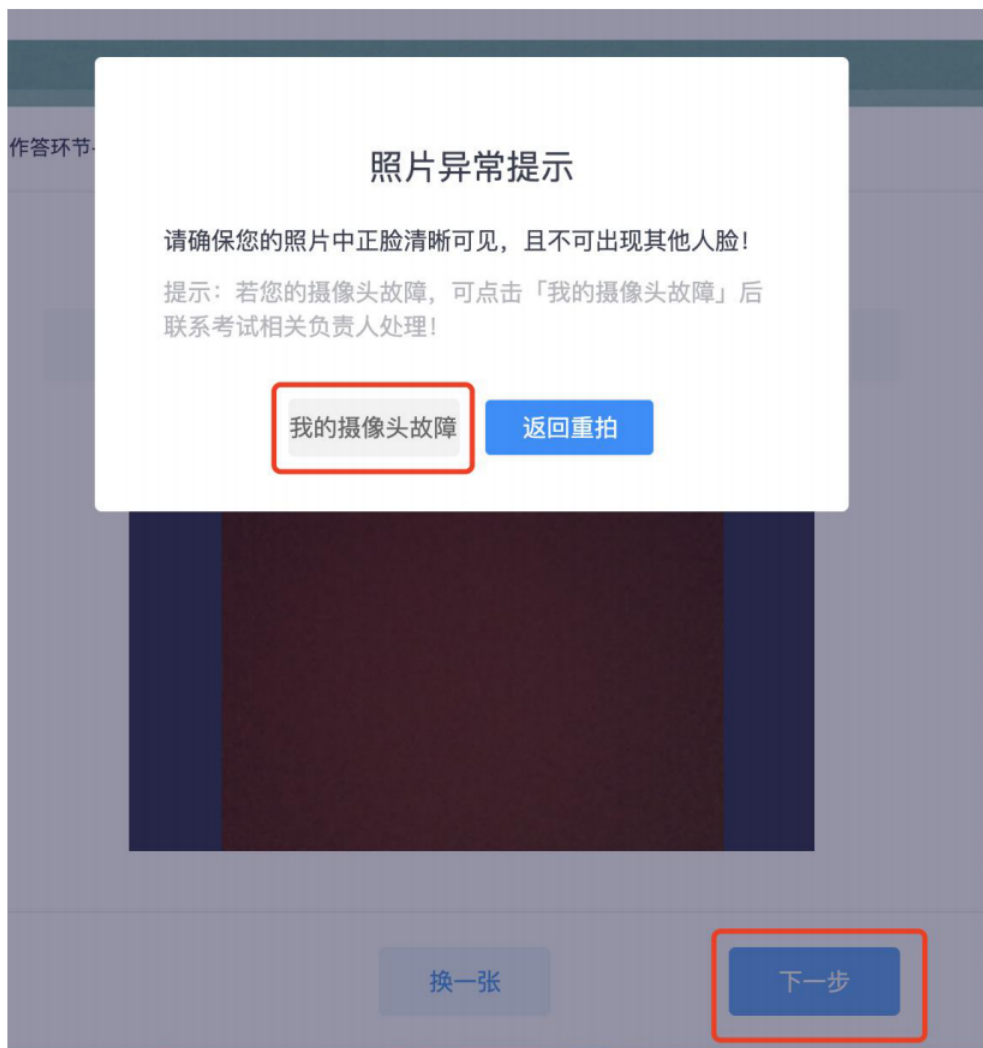 作答环节-
照片异常提示
请确保您的照片中正脸清晰可见，且不可出现其他人脸！
提示：若您的摄像头故障，可点击「我的摄像头故障」后
联系考试相关负责人处理！
我的摄像头故障
返回重拍
换一张
下一步